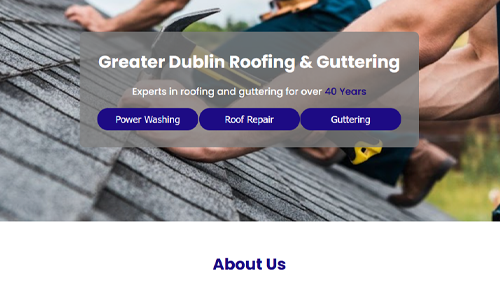 Greater Dublin Roofing & Guttering
Experts in roofing and guttering for over 40 Years
Power Washing
Roof Repair
Guttering
About Us